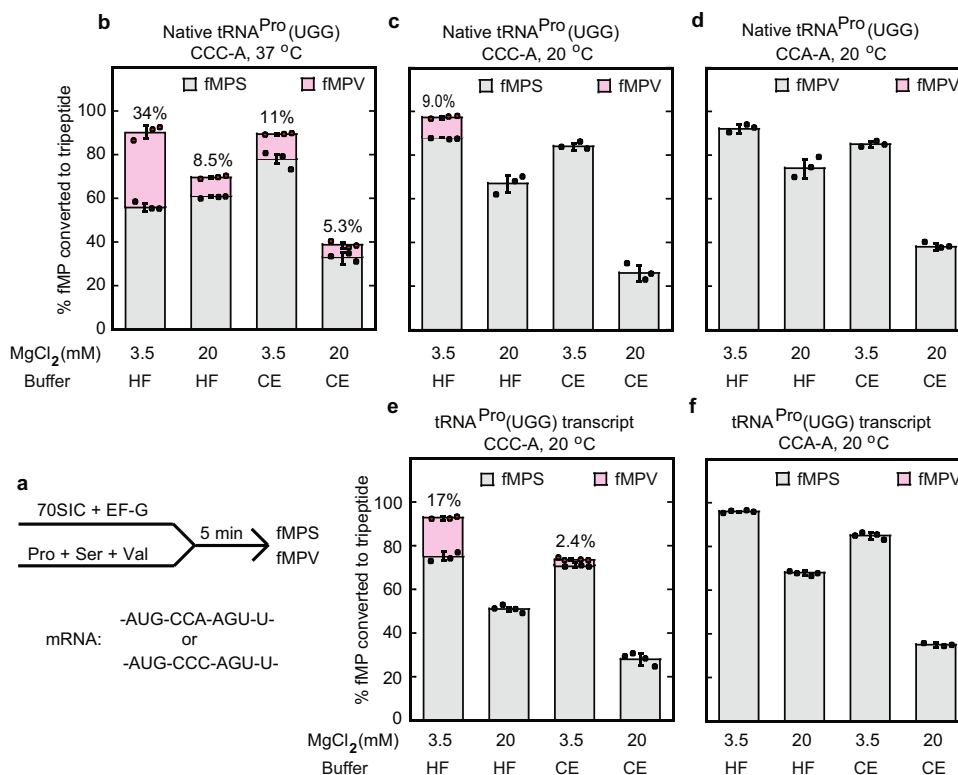 b
Native tRNAPro(UGG)
CCC-A, 37 oC
fMPS
fMPV
% fMP converted to tripeptide
100
80
60
40
20
0
34%
8.5%
11%
5.3%
MgCl2(mM)
3.5
20
3.5
20
Buffer
HF
HF
CE
CE
c
Native tRNAPro(UGG)
CCC-A, 20 oC
fMPS
fMPV
9.0%
3.5
20
3.5
20
HF
HF
CE
CE
d
Native tRNAPro(UGG)
CCA-A, 20 oC
fMPV
fMPV
3.5
20
3.5
20
HF
HF
CE
CE
a
70SIC + EF-G
Pro + Ser + Val
5 min
fMPS
fMPV
mRNA:
-AUG-CCA-AGU-U-
or
-AUG-CCC-AGU-U-
e
tRNAPro(UGG) transcript
CCC-A, 20 oC
fMPS
fMPV
% fMP converted to tripeptide
100
80
60
40
20
0
17%
2.4%
MgCl2(mM)
3.5
20
3.5
20
Buffer
HF
HF
CE
CE
f
tRNAPro(UGG) transcript
CCA-A, 20 oC
fMPS
fMPV
3.5
20
3.5
20
HF
HF
CE
CE